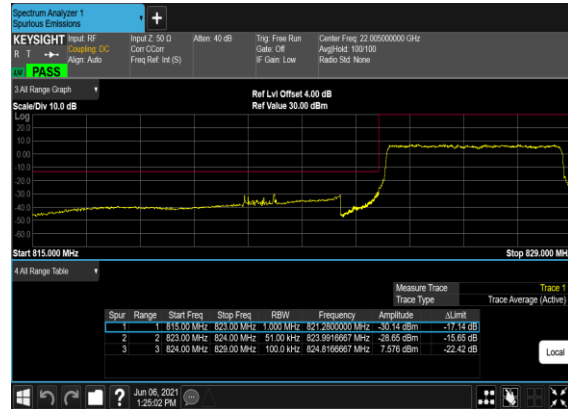 Spectrum Analyzer 1
Spurious Emissions
KEYSIGHT Input: RF Input Z: 50 Ω Atten: 40 dB Trig: Free Run Center Freq: 22.005000000 GHz
R T Coupling: DC Corr CCorr Gate: Off Avg|Hold: 100/100
Align: Auto Freq Ref: Int (S) IF Gain: Low Radio Std: None
LW PASS
3 All Range Graph
Ref Lvl Offset 4.00 dB
Scale/Div 10.0 dB Ref Value 30.00 dBm
Log
20.0
10.0
0.00
-10.0
-20.0
-30.0
-40.0
-50.0
-60.0
Start 815.000 MHz Stop 829.000 MH
4 All Range Table
Measure Trace Trace 1
Trace Type Trace Average (Active)
Spur Range Start Freq Stop Freq RBW Frequency Amplitude ΔLimit
1 1 815.00 MHz 823.00 MHz 1.000 MHz 821.2800000 MHz -30.14 dBm -17.14 dB
2 2 823.00 MHz 824.00 MHz 51.00 kHz 823.9916667 MHz -28.65 dBm -15.65 dB
3 3 824.00 MHz 829.00 MHz 100.0 kHz 824.8166667 MHz 7.576 dBm -22.42 dB
Local
Jun 06, 2021
1:25:02 PM